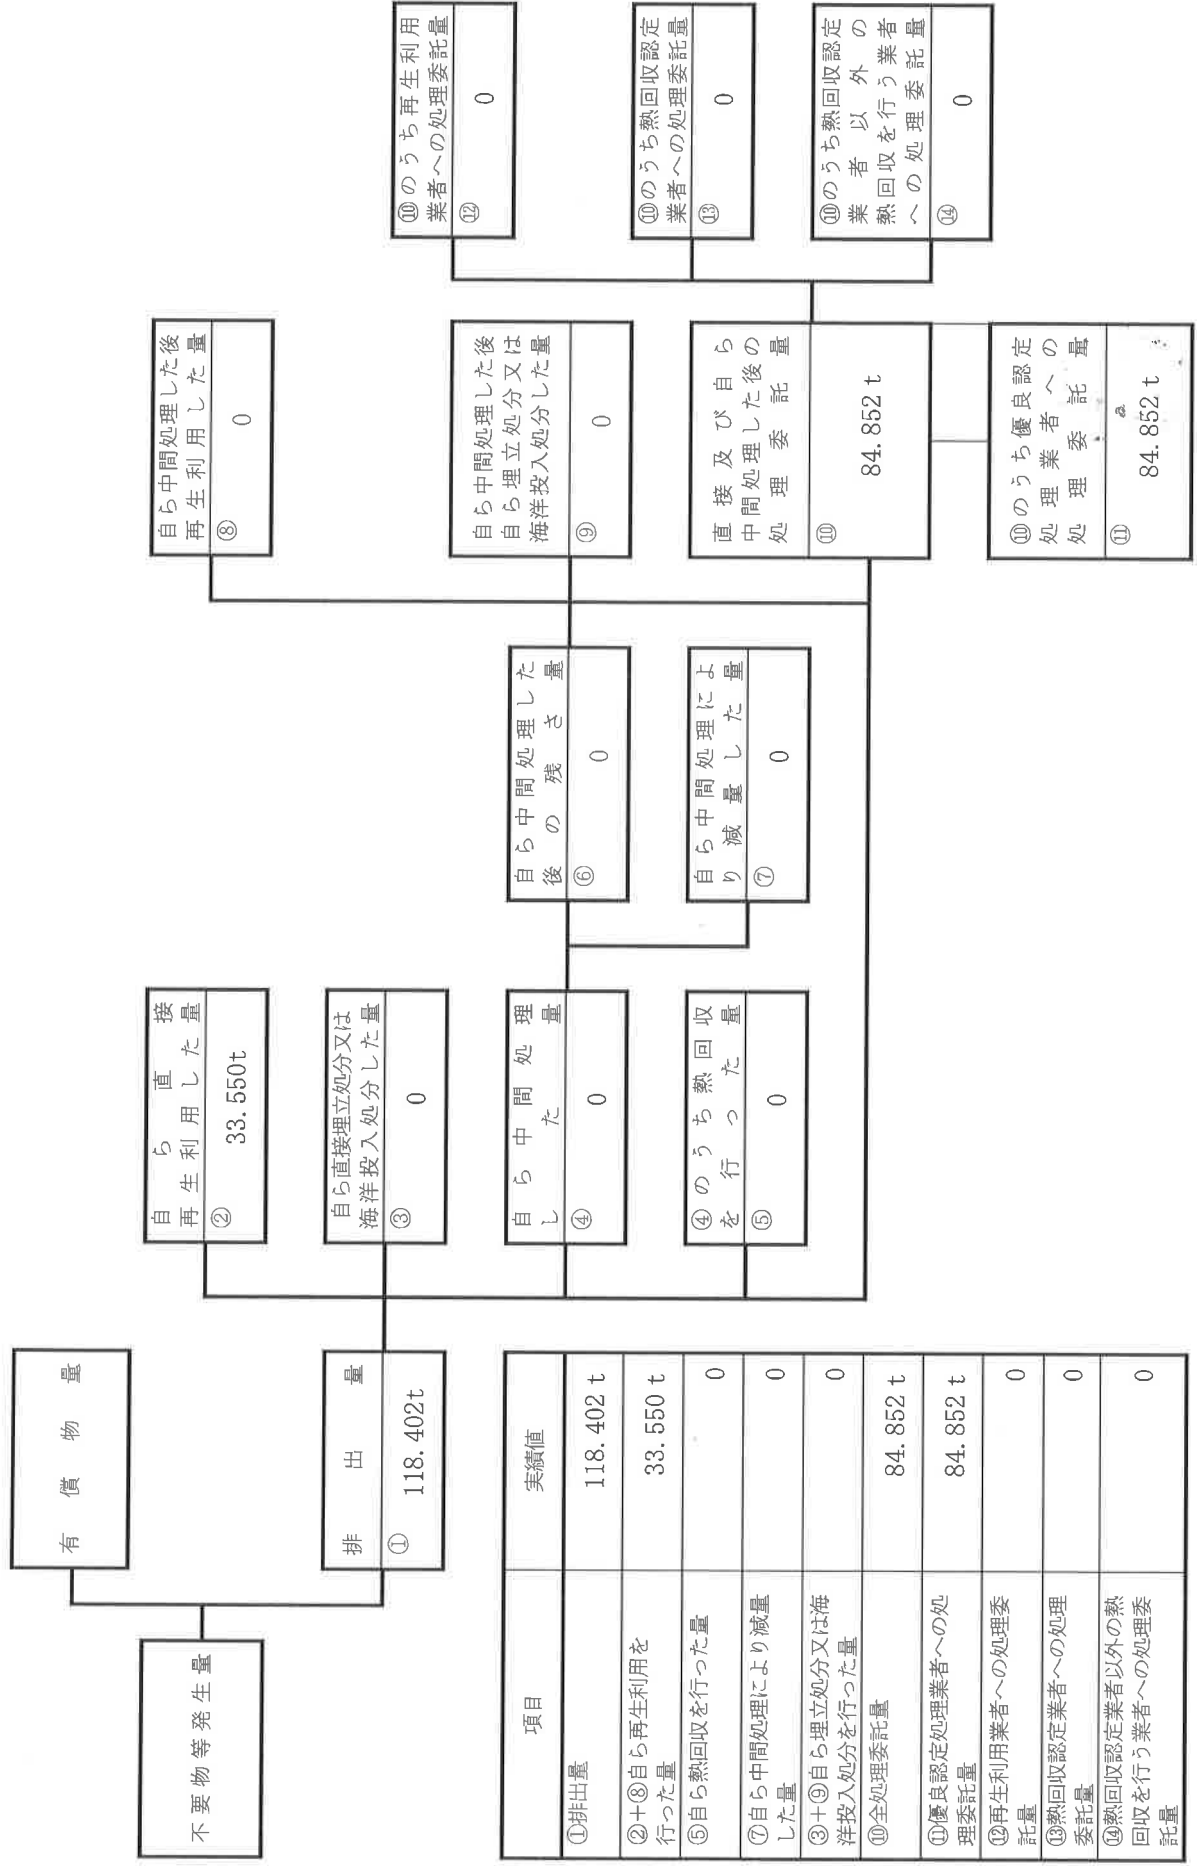 不要物等発生量
有償物量
排出量
①
118.402t
自ら直接
再生利用した量
②
33.550t
自ら直接埋立処分又は
海洋投入処分した量
③
0
自ら中間処理
した量
④
0
④のうち熱回収
を行った量
⑤
0
自ら中間処理した
後の残さ量
⑥
0
自ら中間処理によ
り減量した量
⑦
0
自ら中間処理した後
再生利用した量
⑧
0
自ら中間処理した後
自ら埋立処分又は
海洋投入処分した量
⑨
0
直接及び自ら
中間処理した後の
処理委託量
⑩
84.852t
⑩のうち優良認定
処理業者への
処理委託量
⑪
84.852t
⑩のうち再生利用
業者への処理委託量
⑫
0
⑩のうち熱回収認定
業者への処理委託量
⑬
0
⑩のうち熱回収認定
業者以外の
熱回収を行う業者
への処理委託量
⑭
0
項目
実績値
①排出量
118.402t
②+⑧自ら再生利用を
行った量
33.550t
⑤自ら熱回収を行った量
0
⑦自ら中間処理により減量
した量
0
③+⑨自ら埋立処分又は海
洋投入処分を行った量
0
⑩全処理委託量
84.852t
⑪優良認定処理業者への処
理委託量
84.852t
⑫再生利用業者への処理委
託量
0
⑬熱回収認定業者への処理
委託量
0
⑭熱回収認定業者以外の熱
回収を行う業者への処理委
託量
0